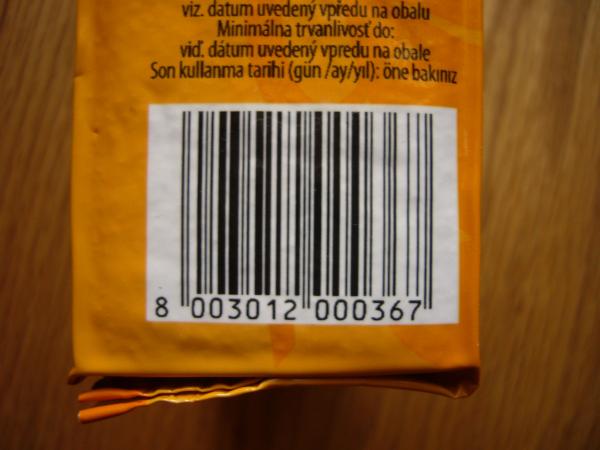 viz. datum uvedený vpředu na obalu
Minimálna trvanlivosť do:
viď. dátum uvedený vpredu na obale
Son kullanma tarihi (gün /ay/yıl): öne bakınız
8 003012 000367